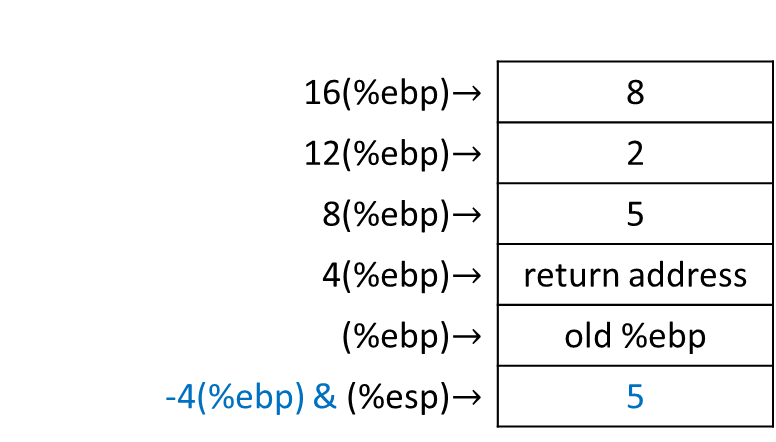 16(%ebp)→ 8
12(%ebp)→ 2
8(%ebp)→ 5
4(%ebp)→ return address
(%ebp)→ old %ebp
-4(%ebp) & (%esp)→ 5